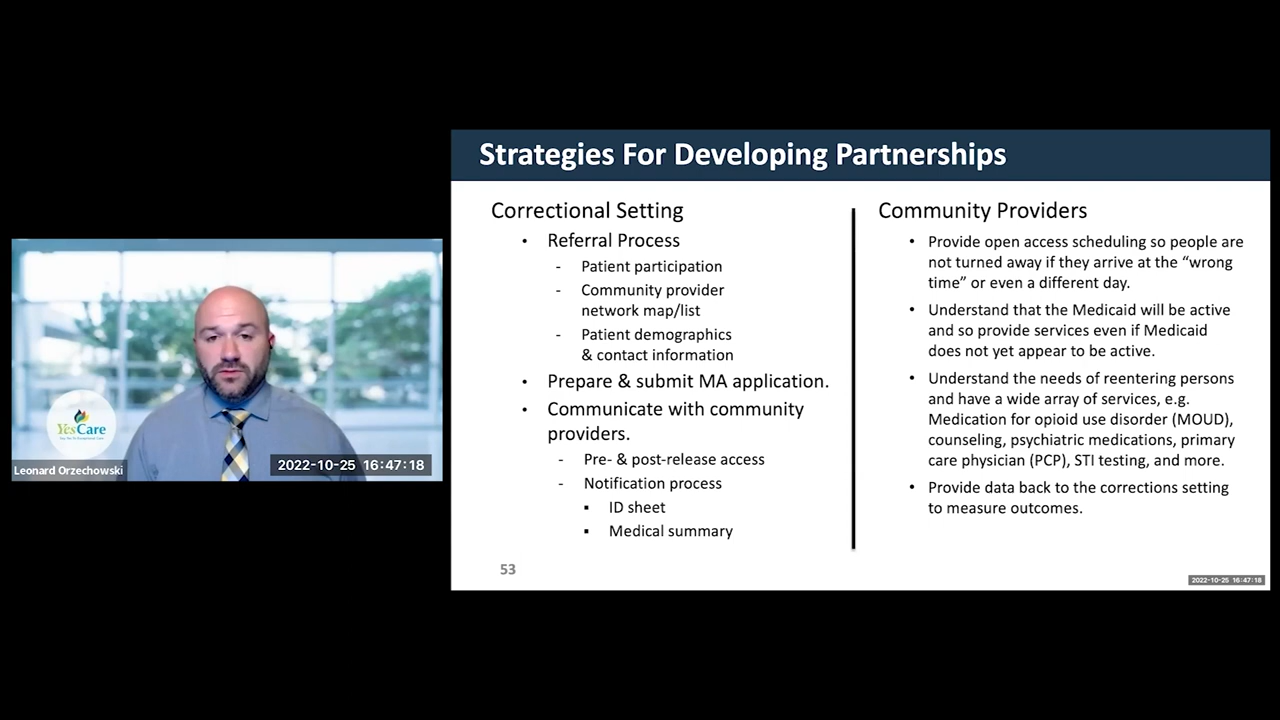 Strategies For Developing Partnerships
Correctional Setting
• Referral Process
- Patient participation
- Community provider
network map/list
- Patient demographics
& contact information
• Prepare & submit MA application.
• Communicate with community
providers.
- Pre- & post-release access
- Notification process
▪ ID sheet
▪ Medical summary
53
Community Providers
• Provide open access scheduling so people are
not turned away if they arrive at the “wrong
time” or even a different day.
• Understand that the Medicaid will be active
and so provide services even if Medicaid
does not yet appear to be active.
• Understand the needs of reentering persons
and have a wide array of services, e.g.
Medication for opioid use disorder (MOUD),
counseling, psychiatric medications, primary
care physician (PCP), STI testing, and more.
• Provide data back to the corrections setting
to measure outcomes.
2022-10-25 16:47:18
YesCare
Leonard Orzechowski
2022-10-25 16:47:18